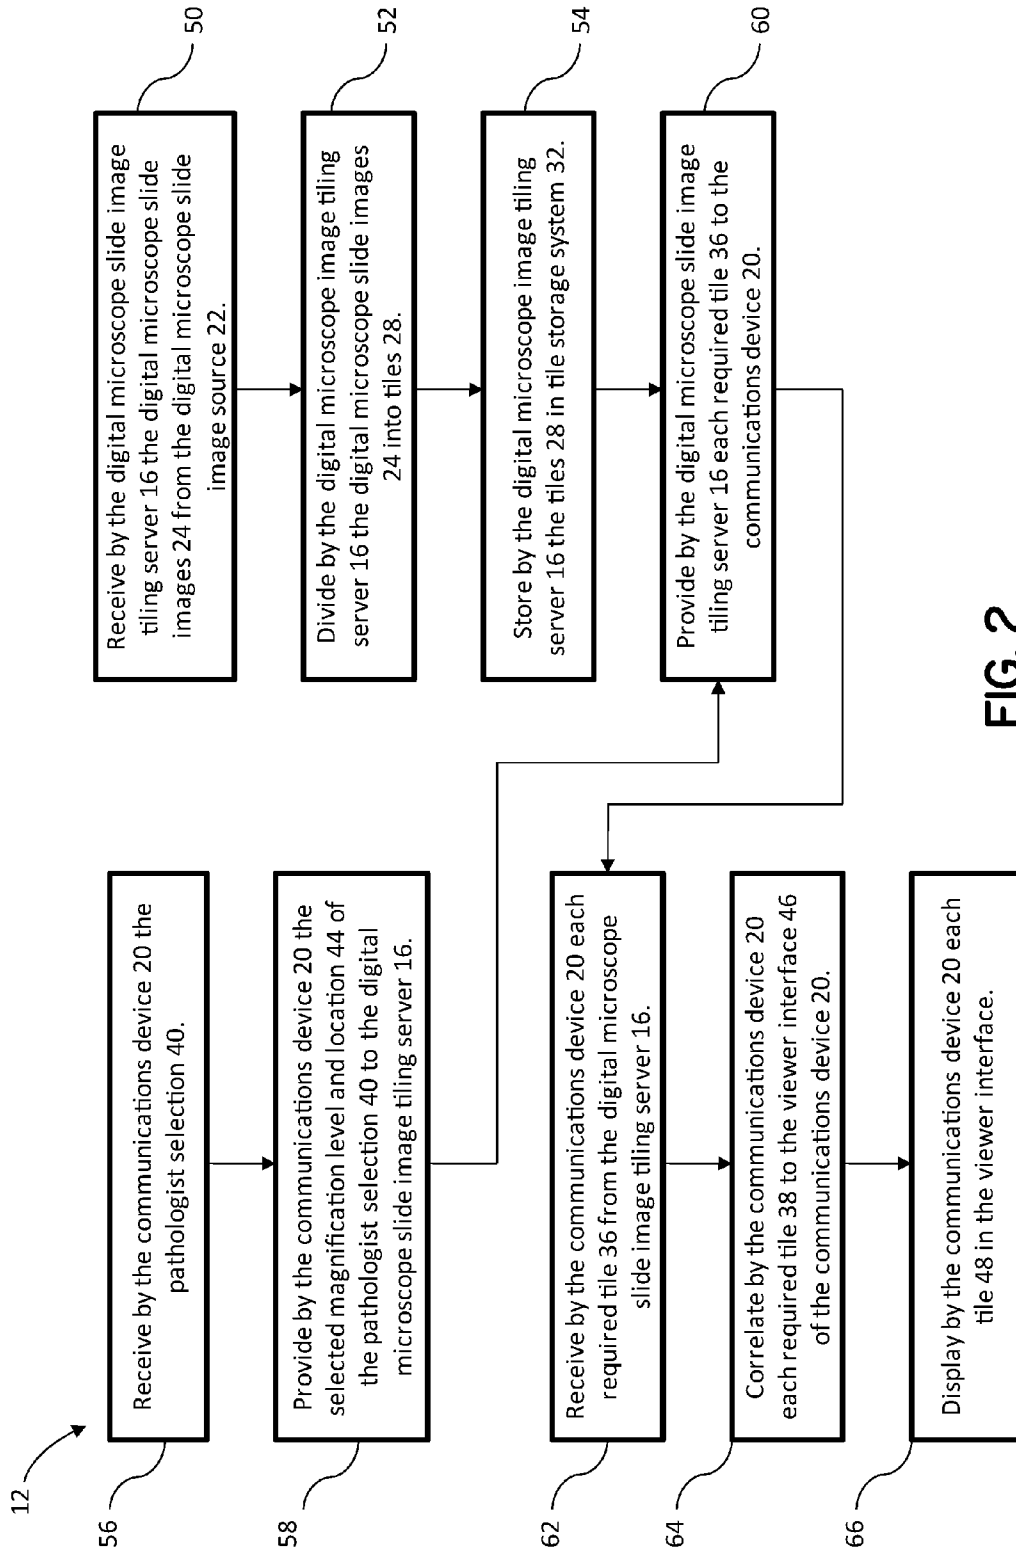 12
56
Receive by the communications device 20 the
pathologist selection 40.
58
Provide by the communications device 20 the
selected magnification level and location 44 of
the pathologist selection 40 to the digital
microscope slide image tiling server 16.
62
Receive by the communications device 20 each
required tile 36 from the digital microscope
slide image tiling server 16.
64
Correlate by the communications device 20
each required tile 38 to the viewer interface 46
of the communications device 20.
66
Display by the communications device 20 each
tile 48 in the viewer interface.
50
Receive by the digital microscope slide image
tiling server 16 the digital microscope slide
images 24 from the digital microscope slide
image source 22.
52
Divide by the digital microscope image tiling
server 16 the digital microscope slide images
24 into tiles 28.
54
Store by the digital microscope image tiling
server 16 the tiles 28 in tile storage system 32.
60
Provide by the digital microscope slide image
tiling server 16 each required tile 36 to the
communications device 20.
FIG. 2